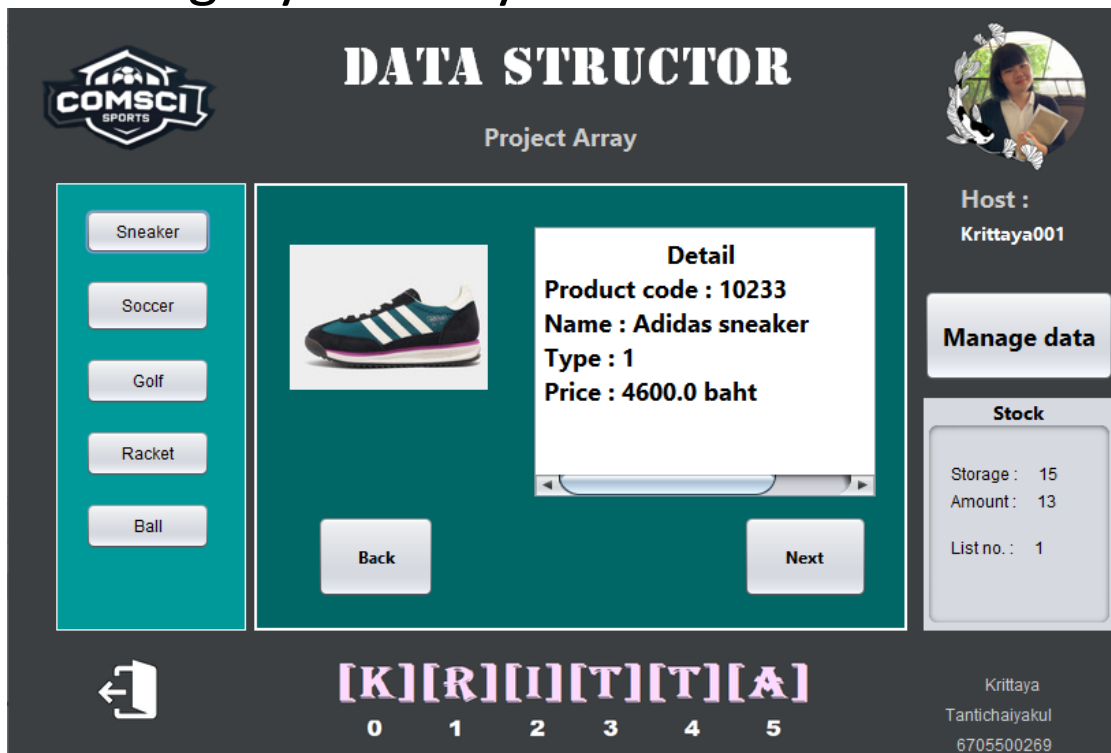 DATA STRUCTOR
Project Array
COMSCI
SPORTS
Host :
Krittaya001
Sneaker
Soccer
Golf
Racket
Ball
Detail
Product code : 10233
Name : Adidas sneaker
Type : 1
Price : 4600.0 baht
Back
Next
Manage data
Stock
Storage : 15
Amount : 13
List no. : 1
[K][R][I][T][T][A]
0 1 2 3 4 5
Krittaya
Tantichaiyakul
6705500269